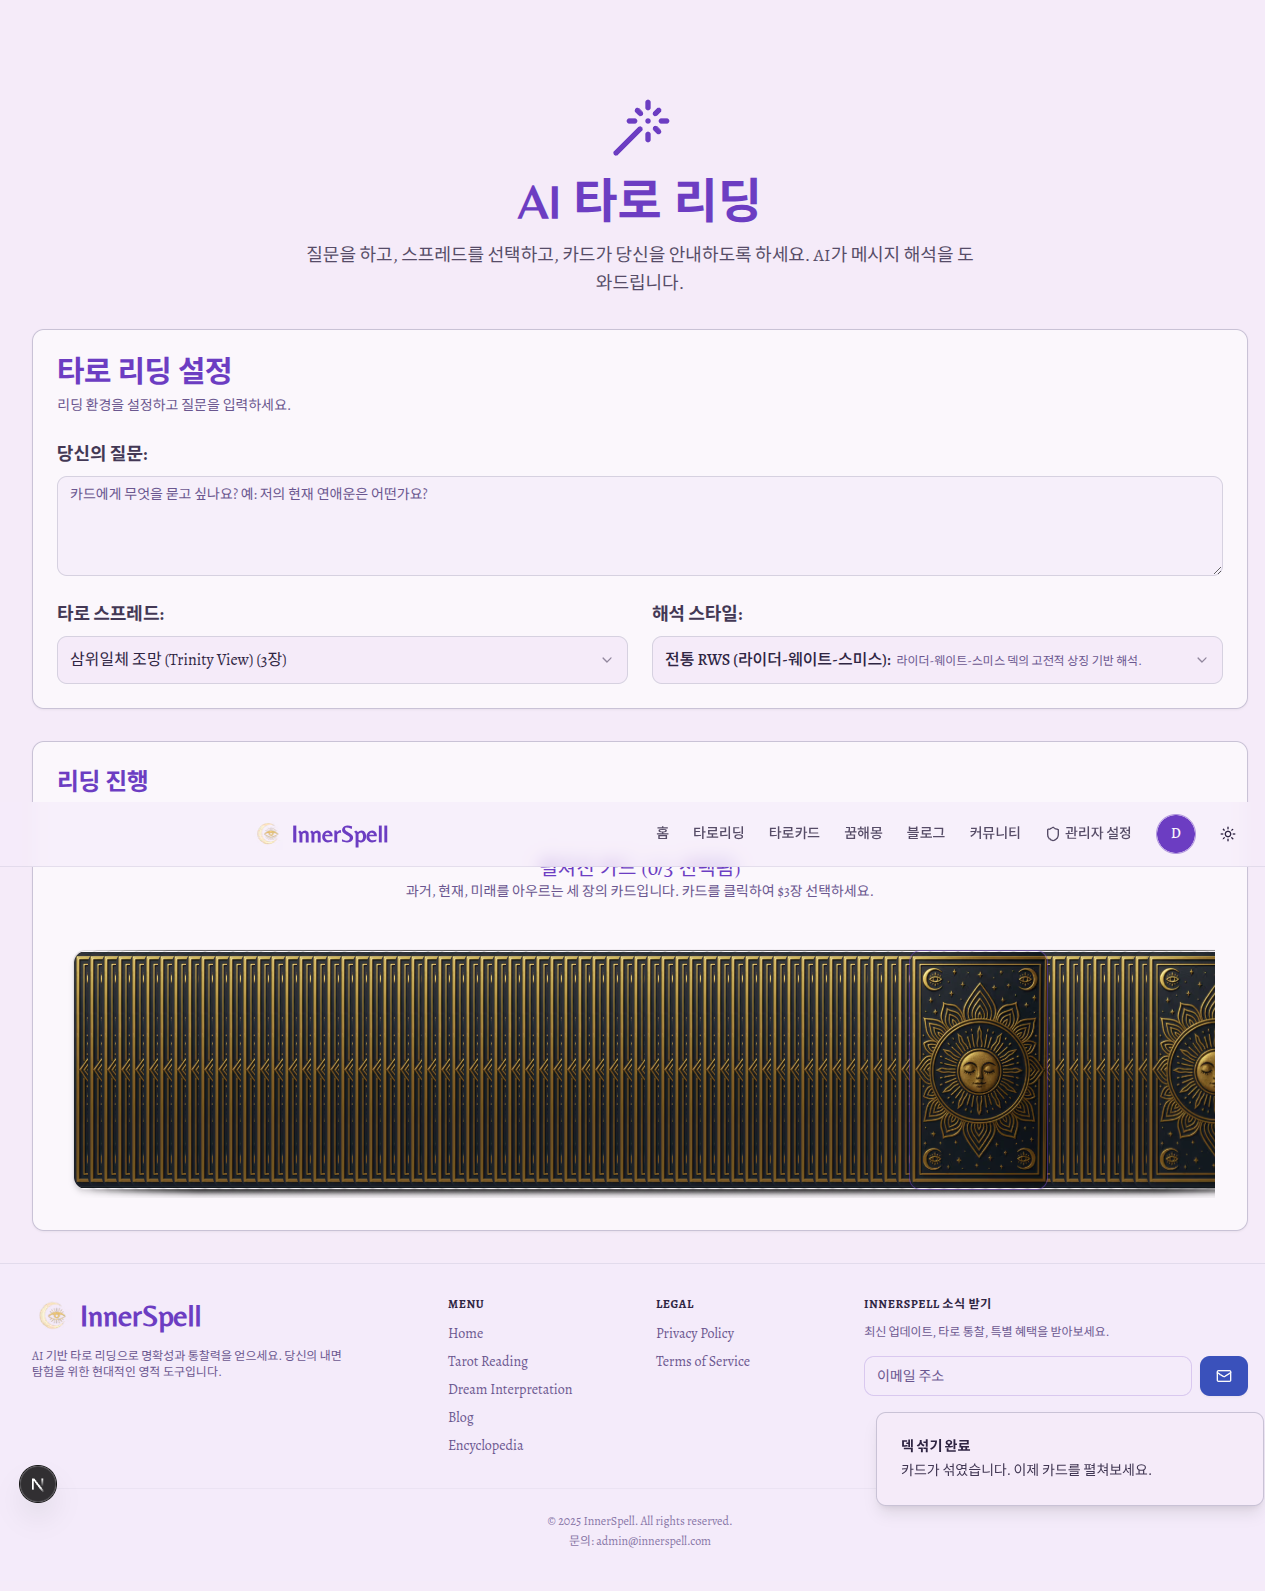 AI 타로 리딩
질문을 하고, 스프레드를 선택하고, 카드가 당신을 안내하도록 하세요. AI가 메시지 해석을 도
와드립니다.
타로 리딩 설정
리딩 환경을 설정하고 질문을 입력하세요.
당신의 질문:
카드에게 무엇을 묻고 싶나요? 예: 저의 현재 연애운은 어떤가요?
타로 스프레드:
해석 스타일:
삼위일체 조망 (Trinity View) (3장)
전통 RWS (라이더-웨이트-스미스): 라이더-웨이트-스미스 덱의 고전적 상징 기반 해석.
리딩 진행
InnerSpell
홈 타로리딩 타로카드 꿈해몽 블로그 커뮤니티 관리자 설정 D
펼쳐진 카드 (0/3 선택됨)
과거, 현재, 미래를 아우르는 세 장의 카드입니다. 카드를 클릭하여 $3장 선택하세요.
InnerSpell
AI 기반 타로 리딩으로 명확성과 통찰력을 얻으세요. 당신의 내면
탐험을 위한 현대적인 영적 도구입니다.
MENU
Home
Tarot Reading
Dream Interpretation
Blog
Encyclopedia
LEGAL
Privacy Policy
Terms of Service
INNERSPELL 소식 받기
최신 업데이트, 타로 통찰, 특별 혜택을 받아보세요.
이메일 주소
덱 섞기 완료
카드가 섞였습니다. 이제 카드를 펼쳐보세요.
N
© 2025 InnerSpell. All rights reserved.
문의: admin@innerspell.com